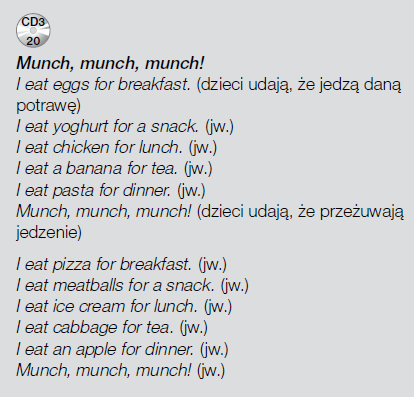 CD3
20
Munch, munch, munch!
I eat eggs for breakfast. (dzieci udają, że jedzą daną
potrawę)
I eat yoghurt for a snack. (jw.)
I eat chicken for lunch. (jw.)
I eat a banana for tea. (jw.)
I eat pasta for dinner. (jw.)
Munch, munch, munch! (dzieci udają, że przeżuwają
jedzenie)
I eat pizza for breakfast. (jw.)
I eat meatballs for a snack. (jw.)
I eat ice cream for lunch. (jw.)
I eat cabbage for tea. (jw.)
I eat an apple for dinner. (jw.)
Munch, munch, munch! (jw.)